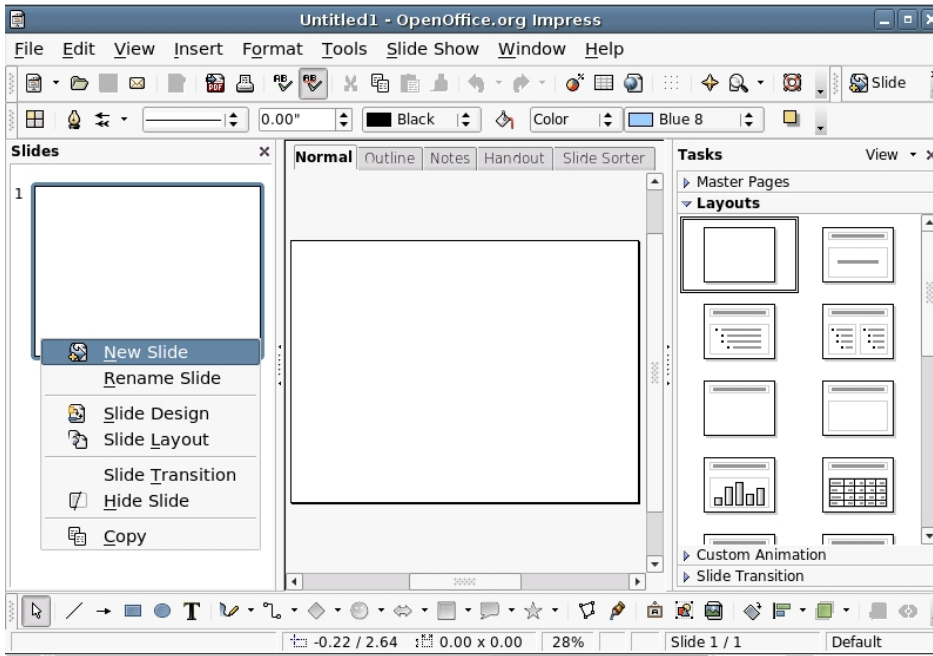 Untitled1 - OpenOffice.org Impress
File Edit View Insert Format Tools Slide Show Window Help
Slide
0.00" Black Color Blue 8
Slides
Normal Outline Notes Handout Slide Sorter
Tasks View
Master Pages
Layouts
1
New Slide
Rename Slide
Slide Design
Slide Layout
Slide Transition
Hide Slide
Copy
Custom Animation
Slide Transition
-0.22 / 2.64 0.00 x 0.00 28% Slide 1 / 1 Default